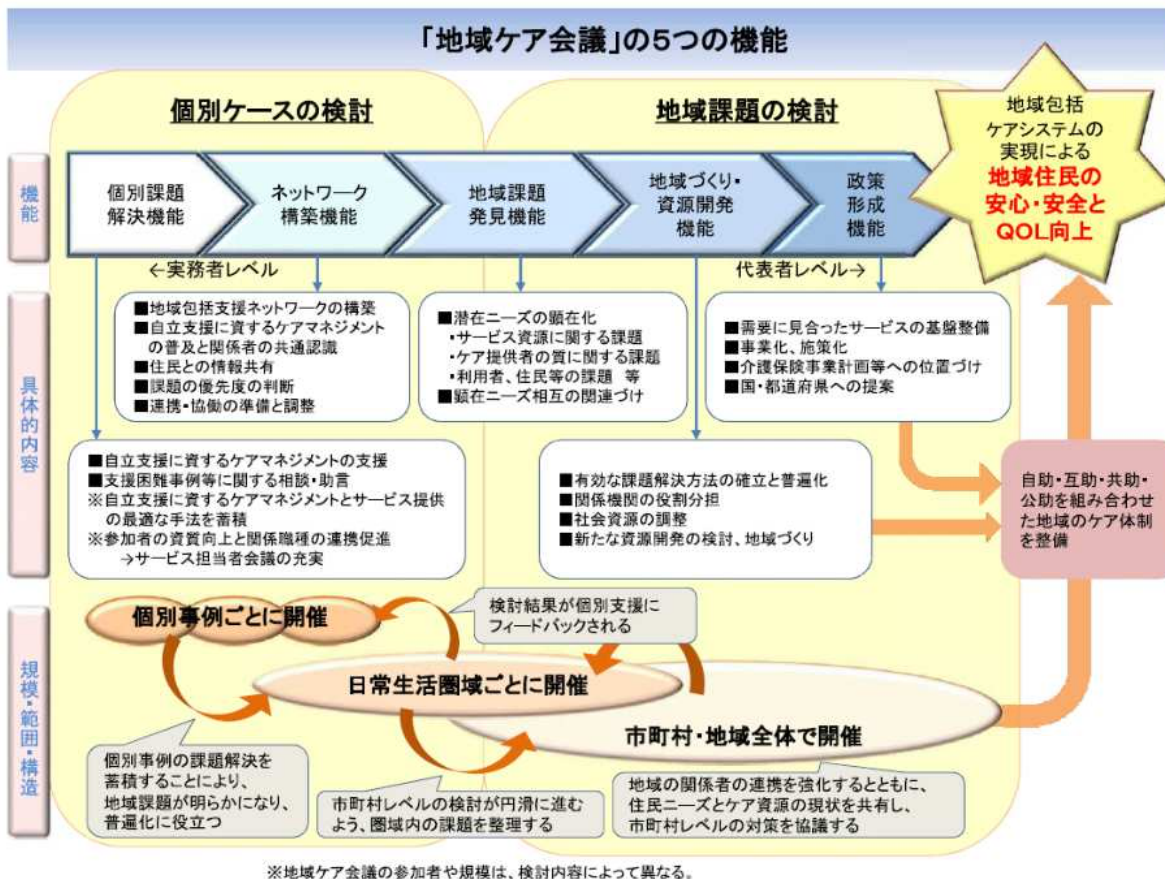 「地域ケア会議」の5つの機能
個別ケースの検討
地域課題の検討
地域包括
ケアシステムの
実現による
地域住民の
安心・安全と
QOL向上
機能
個別課題
解決機能
ネットワーク
構築機能
地域課題
発見機能
地域づくり・
資源開発
機能
政策
形成
機能
←実務者レベル
代表者レベル→
具体的内容
■地域包括支援ネットワークの構築
■自立支援に資するケアマネジメント
の普及と関係者の共通認識
■住民との情報共有
■課題の優先度の判断
■連携・協働の準備と調整
■潜在ニーズの顕在化
・サービス資源に関する課題
・ケア提供者の質に関する課題
・利用者、住民等の課題 等
■顕在ニーズ相互の関連づけ
■需要に見合ったサービスの基盤整備
■事業化、施策化
■介護保険事業計画等への位置づけ
■国・都道府県への提案
■自立支援に資するケアマネジメントの支援
■支援困難事例等に関する相談・助言
※自立支援に資するケアマネジメントとサービス提供
の最適な手法を蓄積
※参加者の資質向上と関係職種の連携促進
→サービス担当者会議の充実
■有効な課題解決方法の確立と普遍化
■関係機関の役割分担
■社会資源の調整
■新たな資源開発の検討、地域づくり
自助・互助・共助・
公助を組み合わせ
た地域のケア体制
を整備
規模・範囲・構造
個別事例ごとに開催
検討結果が個別支援に
フィードバックされる
日常生活圏域ごとに開催
市町村・地域全体で開催
個別事例の課題解決を
蓄積することにより、
地域課題が明らかになり、
普遍化に役立つ
市町村レベルの検討が円滑に進む
よう、圏域内の課題を整理する
地域の関係者の連携を強化するとともに、
住民ニーズとケア資源の現状を共有し、
市町村レベルの対策を協議する
※地域ケア会議の参加者や規模は、検討内容によって異なる。